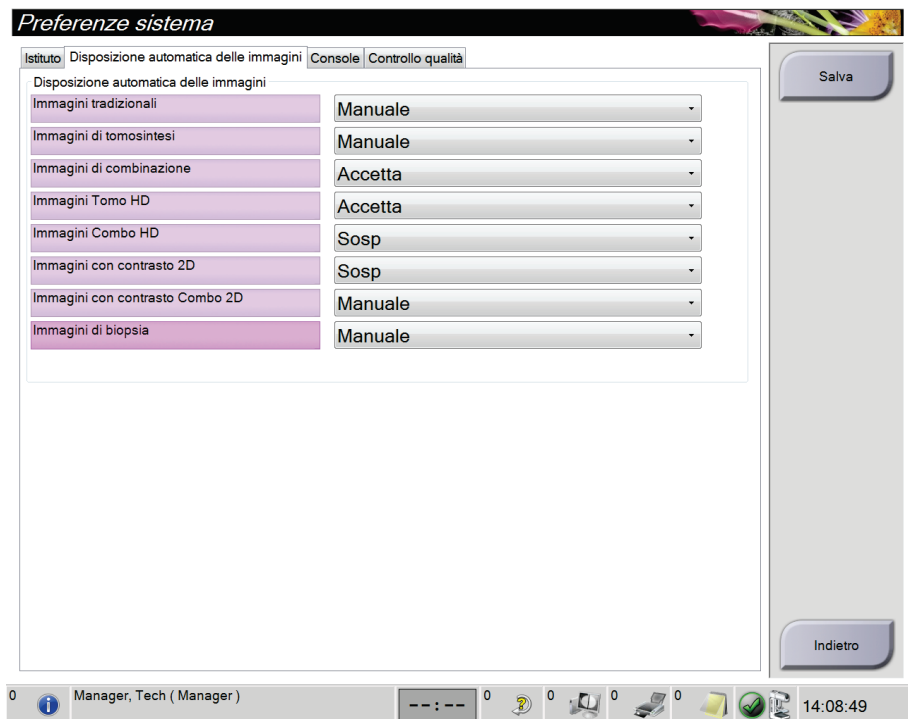 Preferenze sistema
Istituto Disposizione automatica delle immagini Console Controllo qualità
Salva
Disposizione automatica delle immagini
Immagini tradizionali Manuale
Immagini di tomosintesi Manuale
Immagini di combinazione Accetta
Immagini Tomo HD Accetta
Immagini Combo HD Sosp
Immagini con contrasto 2D Sosp
Immagini con contrasto Combo 2D Manuale
Immagini di biopsia Manuale
Indietro
0 Manager, Tech ( Manager ) --:-- 0 0 0 0 14:08:49